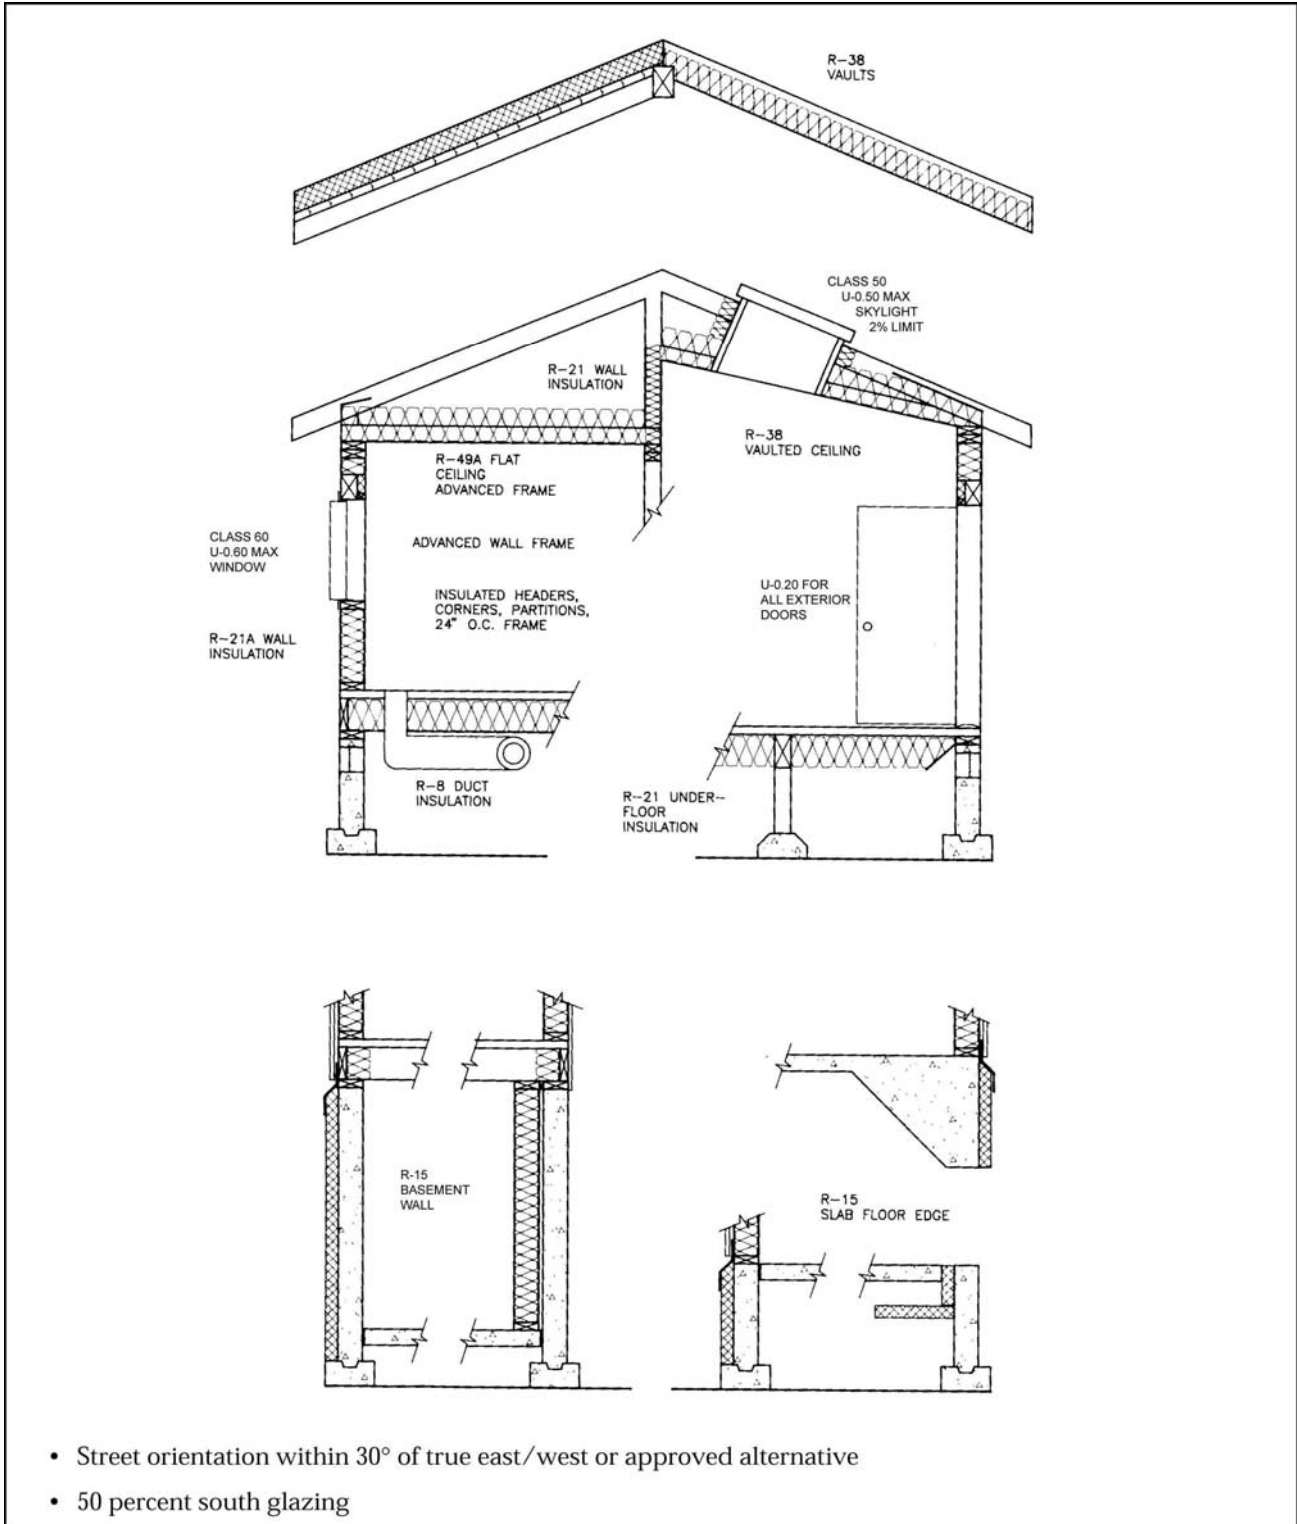 R-38
VAULTS
CLASS 50
U-0.50 MAX
SKYLIGHT
2% LIMIT
R-21 WALL
INSULATION
R-38
VAULTED CEILING
R-49A FLAT
CEILING
ADVANCED FRAME
CLASS 60
U-0.60 MAX
WINDOW
ADVANCED WALL FRAME
INSULATED HEADERS,
CORNERS, PARTITIONS,
24" O.C. FRAME
U-0.20 FOR
ALL EXTERIOR
DOORS
R-21A WALL
INSULATION
R-8 DUCT
INSULATION
R-21 UNDER-
FLOOR
INSULATION
R-15
BASEMENT
WALL
R-15
SLAB FLOOR EDGE
• Street orientation within 30° of true east/west or approved alternative
• 50 percent south glazing